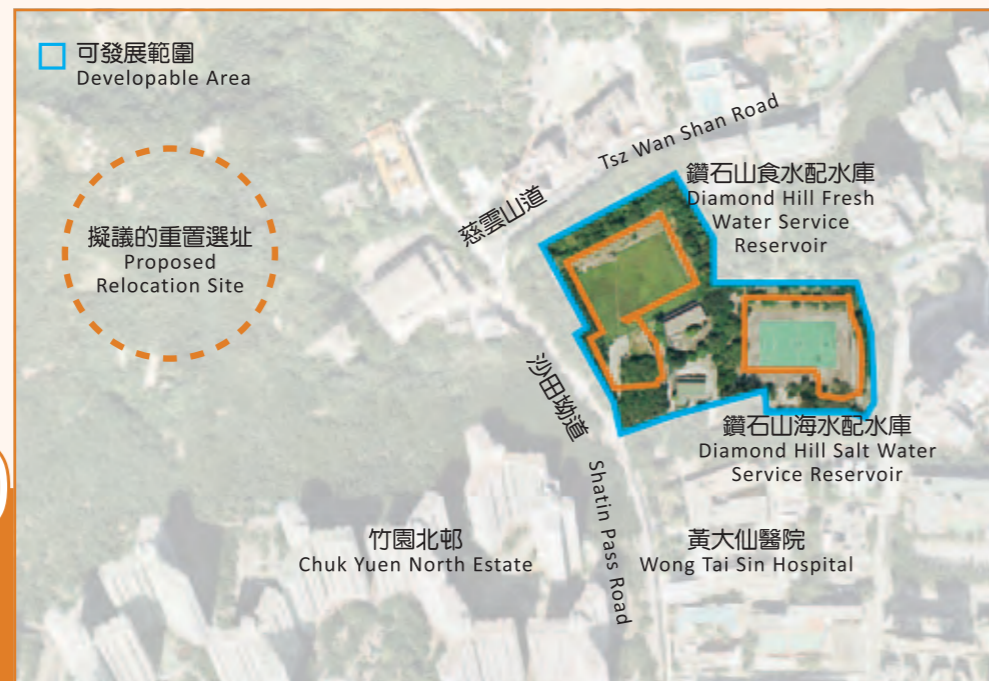 可發展範圍
Developable Area
Tsz Wan Shan Road
慈雲山道
鑽石山食水配水庫
Diamond Hill Fresh
Water Service
Reservoir
擬議的重置選址
Proposed
Relocation Site
沙田坳道
Shatin Pass Road
鑽石山海水配水庫
Diamond Hill Salt Water
Service Reservoir
竹園北邨
Chuk Yuen North Estate
黃大仙醫院
Wong Tai Sin Hospital